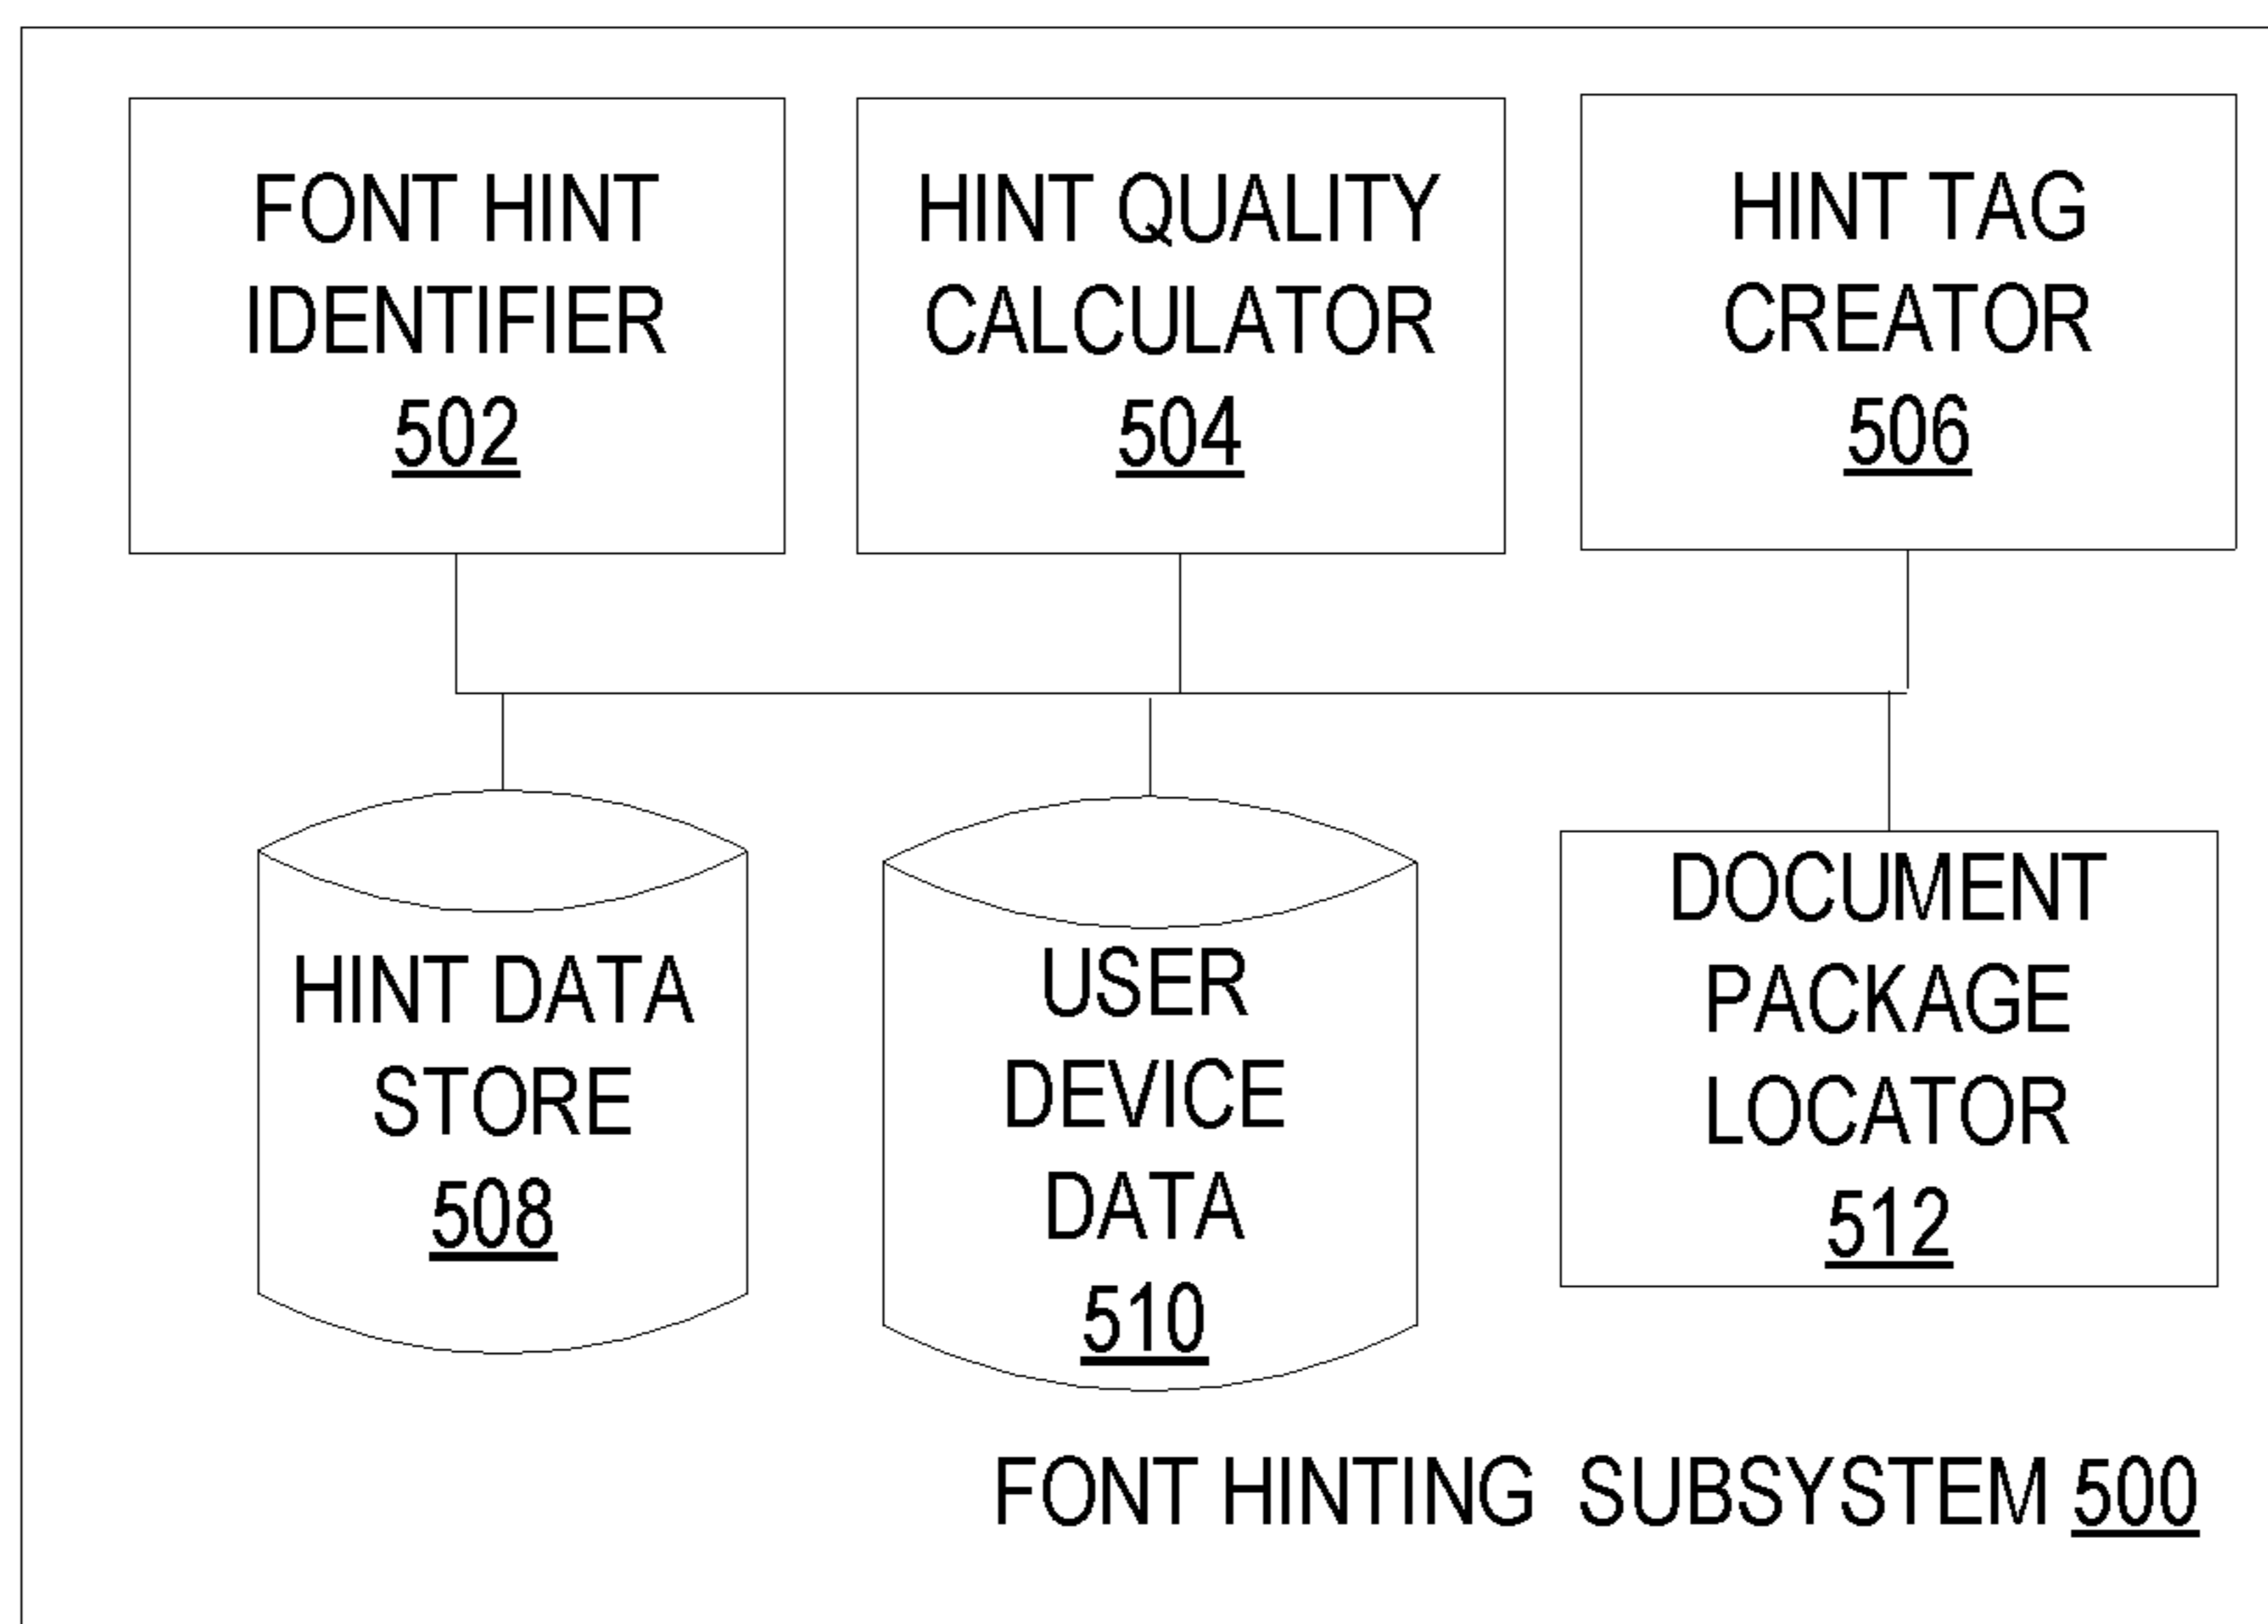 FONT HINT
IDENTIFIER
502
HINT QUALITY
CALCULATOR
504
HINT TAG
CREATOR
506
HINT DATA
STORE
508
USER
DEVICE
DATA
510
DOCUMENT
PACKAGE
LOCATOR
512
FONT HINTING SUBSYSTEM 500